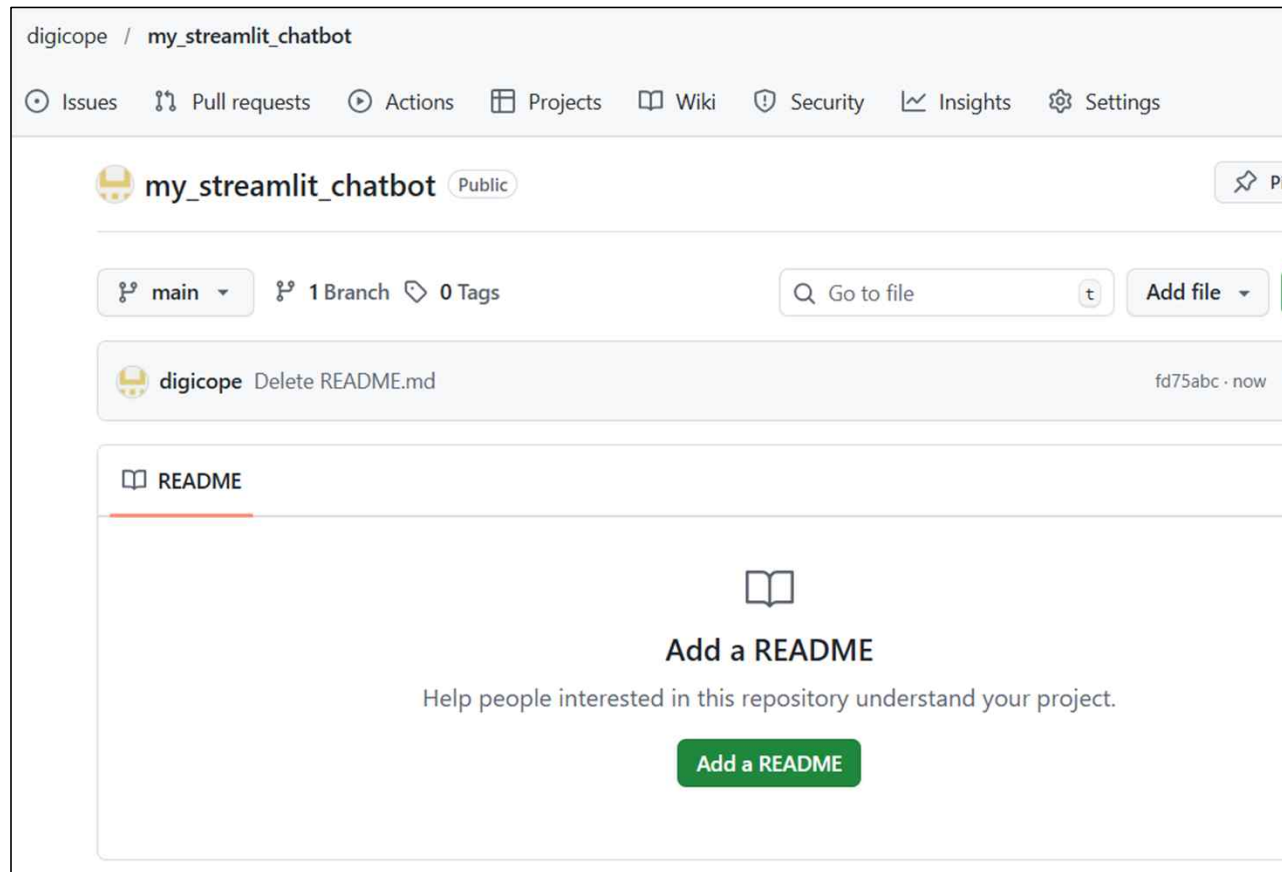 digicope / my_streamlit_chatbot
Issues Pull requests Actions Projects Wiki Security Insights Settings
my_streamlit_chatbot Public
main 1 Branch 0 Tags Go to file t Add file
digicope Delete README.md fd75abc · now
README
Add a README
Help people interested in this repository understand your project.
Add a README